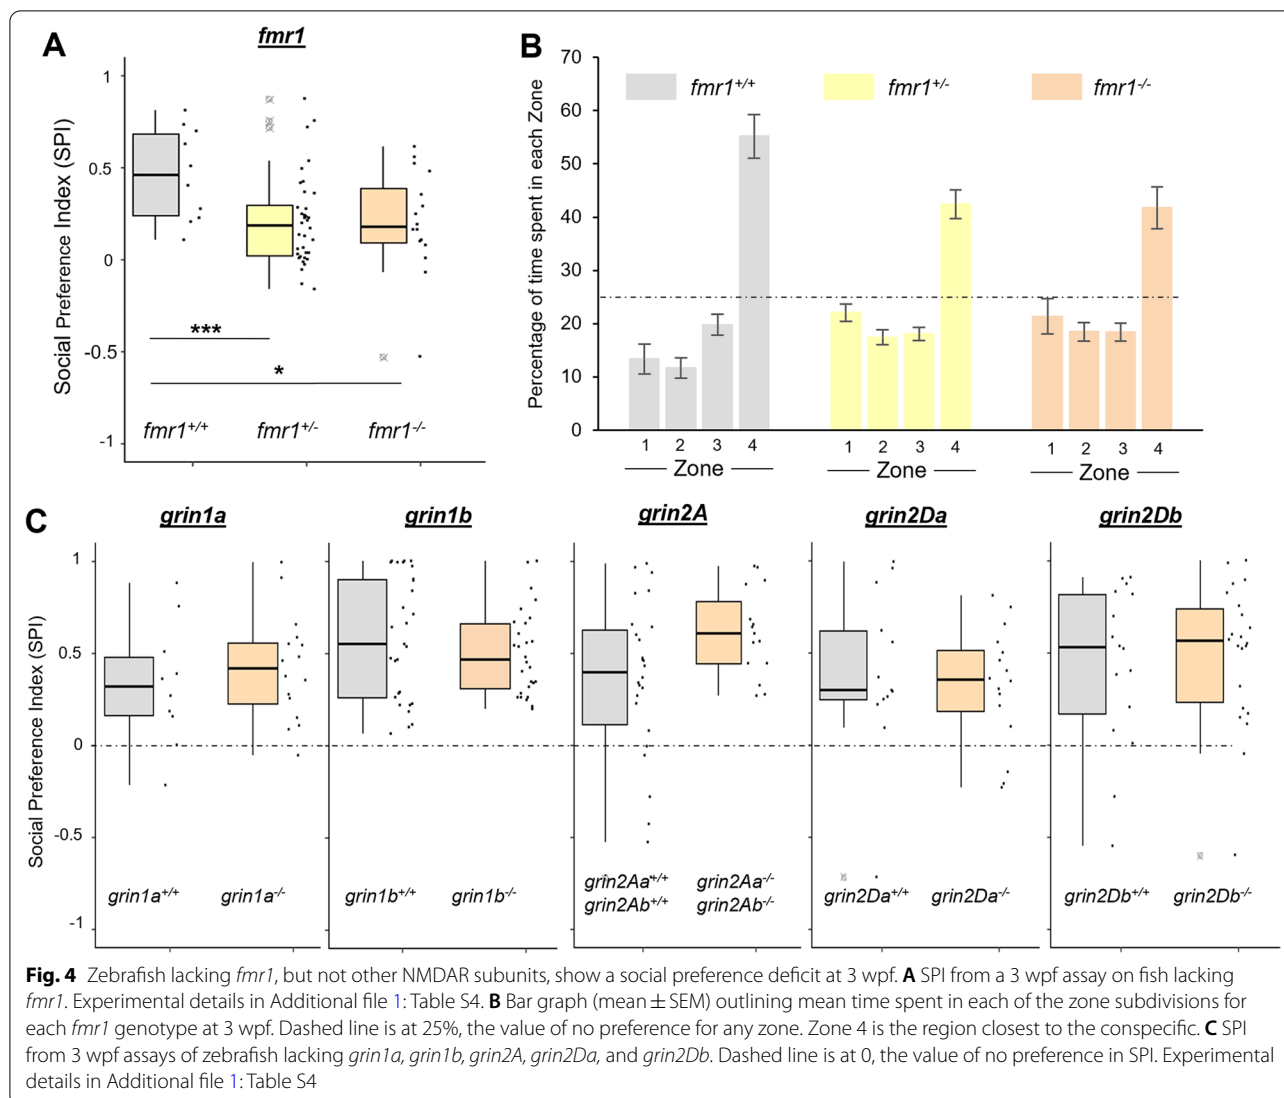 A
fmr1
Social Preference Index (SPI)
1
0.5
0
-0.5
-1
***
*
fmr1+/+
fmr1+/-
fmr1-/-
B
Percentage of time spent in each Zone
70
60
50
40
30
20
10
0
fmr1+/+
fmr1+/-
fmr1-/-
1 2 3 4
Zone
1 2 3 4
Zone
1 2 3 4
Zone
C
grin1a
grin1b
grin2A
grin2Da
grin2Db
Social Preference Index (SPI)
1
0.5
0
-0.5
-1
grin1a+/+
grin1a-/-
grin1b+/+
grin1b-/-
grin2Aa+/+
grin2Ab+/+
grin2Aa-/-
grin2Ab-/-
grin2Da+/+
grin2Da-/-
grin2Db+/+
grin2Db-/-
Fig. 4 Zebrafish lacking fmr1, but not other NMDAR subunits, show a social preference deficit at 3 wpf. A SPI from a 3 wpf assay on fish lacking
fmr1. Experimental details in Additional file 1: Table S4. B Bar graph (mean ± SEM) outlining mean time spent in each of the zone subdivisions for
each fmr1 genotype at 3 wpf. Dashed line is at 25%, the value of no preference for any zone. Zone 4 is the region closest to the conspecific. C SPI
from 3 wpf assays of zebrafish lacking grin1a, grin1b, grin2A, grin2Da, and grin2Db. Dashed line is at 0, the value of no preference in SPI. Experimental
details in Additional file 1: Table S4